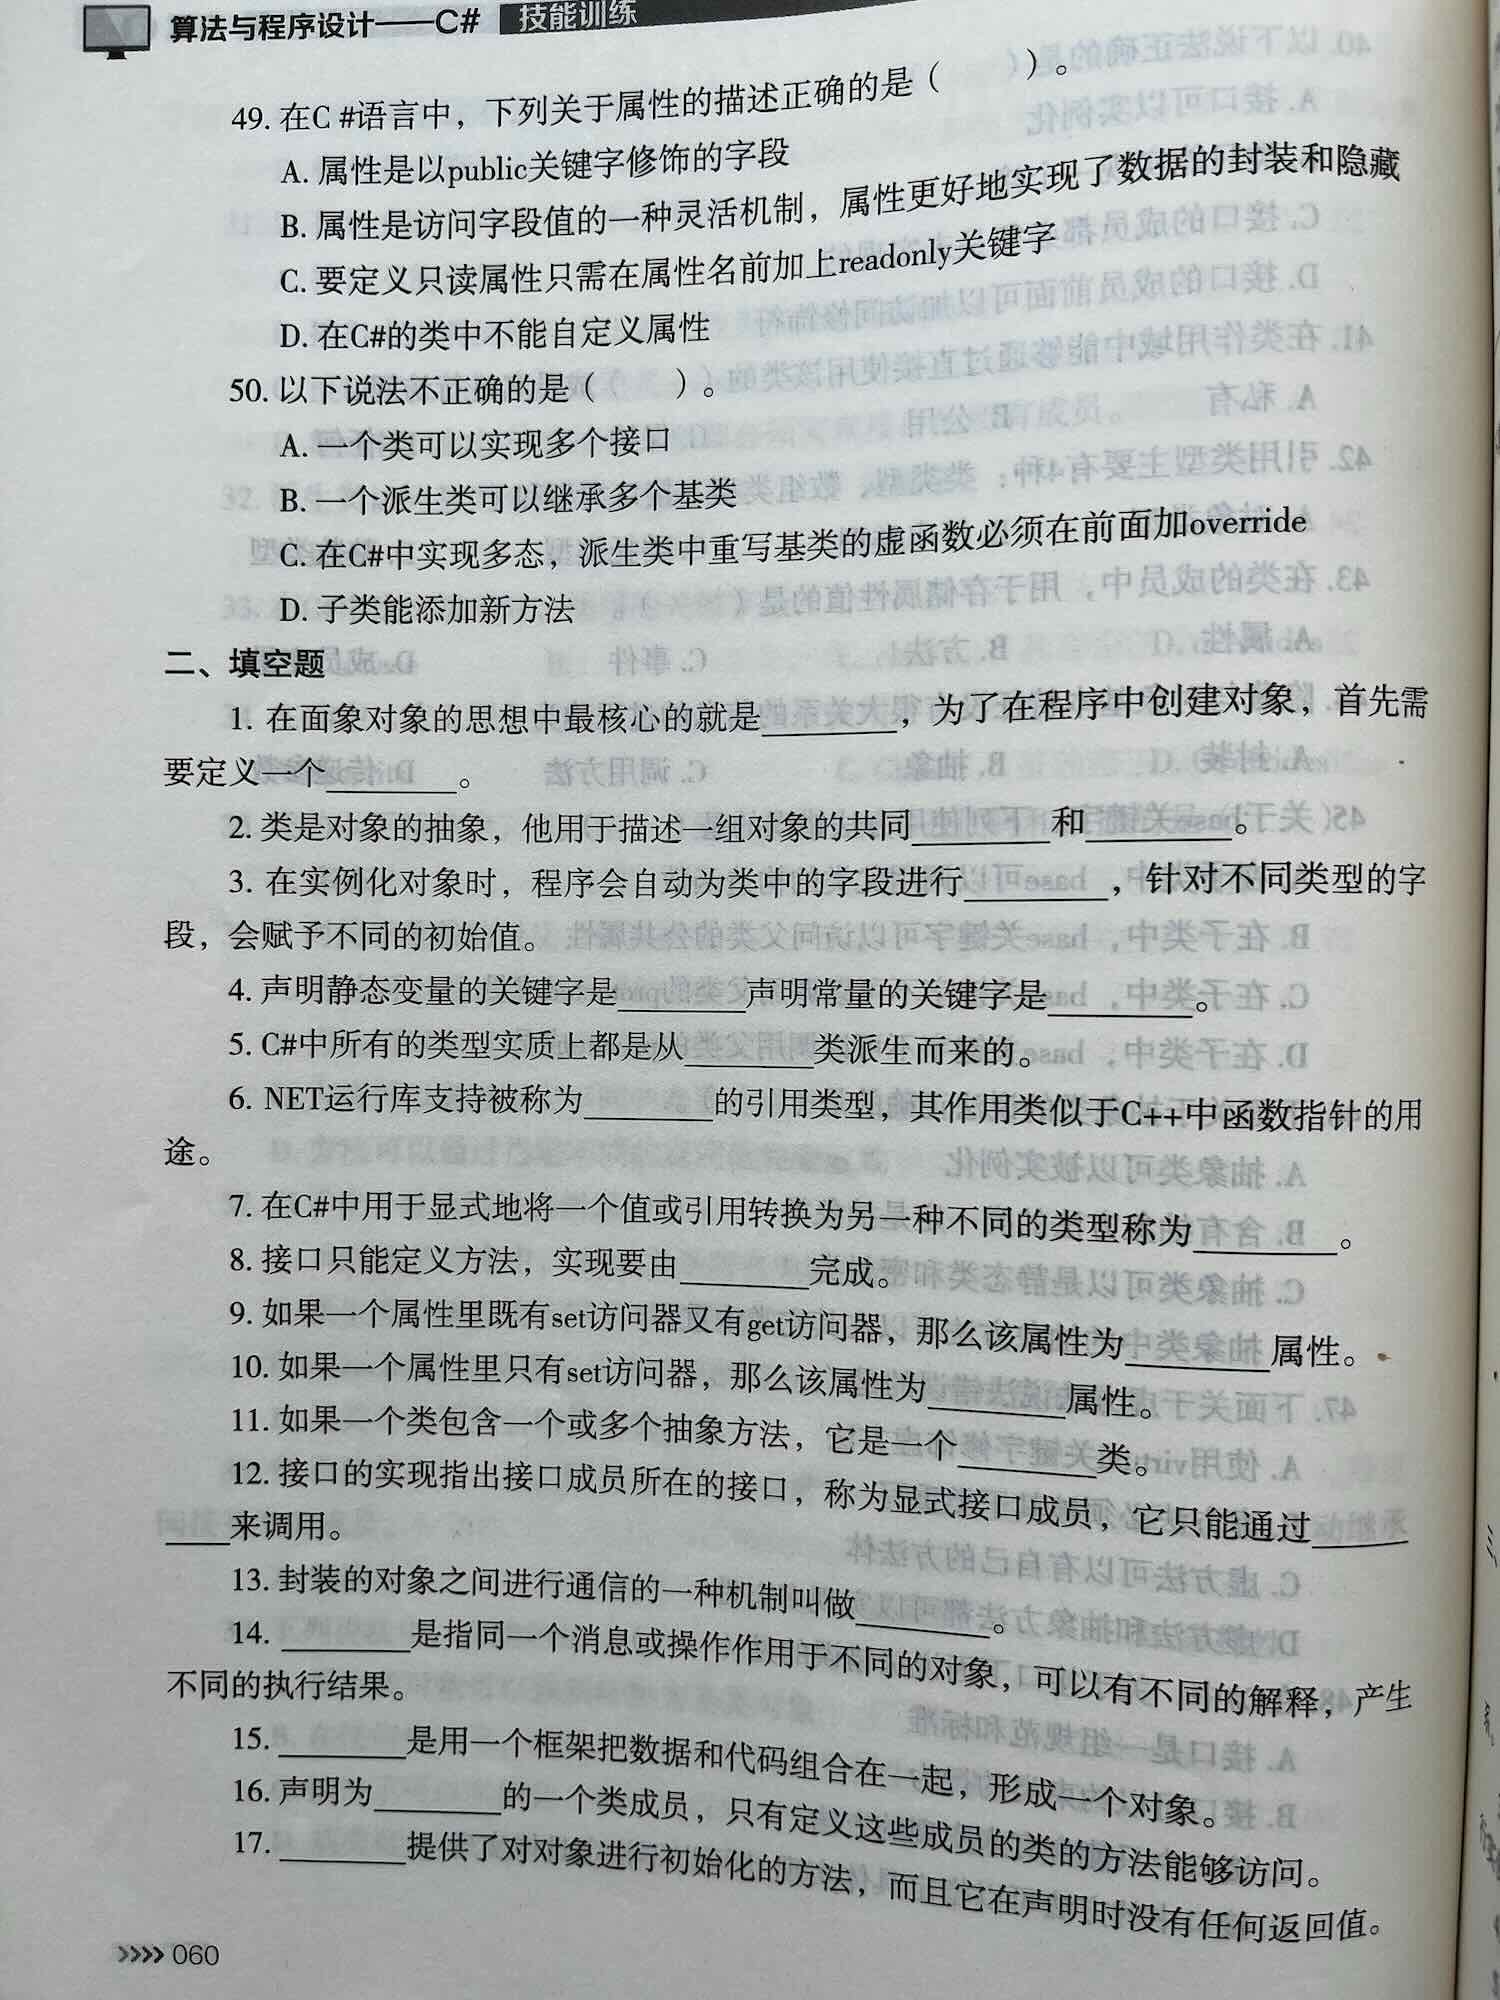 算法与程序设计——C# 技能训练
49. 在C #语言中，下列关于属性的描述正确的是（ ）。
A. 属性是以public关键字修饰的字段
B. 属性是访问字段值的一种灵活机制，属性更好地实现了数据的封装和隐藏
C. 要定义只读属性只需在属性名前加上readonly关键字
D. 在C#的类中不能自定义属性
50. 以下说法不正确的是（ ）。
A. 一个类可以实现多个接口
B. 一个派生类可以继承多个基类
C. 在C#中实现多态，派生类中重写基类的虚函数必须在前面加override
D. 子类能添加新方法
二、填空题
1. 在面象对象的思想中最核心的就是________，为了在程序中创建对象，首先需
要定义一个________。
2. 类是对象的抽象，他用于描述一组对象的共同________和________。
3. 在实例化对象时，程序会自动为类中的字段进行________，针对不同类型的字
段，会赋予不同的初始值。
4. 声明静态变量的关键字是________声明常量的关键字是________。
5. C#中所有的类型实质上都是从________类派生而来的。
6. NET运行库支持被称为________的引用类型，其作用类似于C++中函数指针的用
途。
7. 在C#中用于显式地将一个值或引用转换为另一种不同的类型称为________。
8. 接口只能定义方法，实现要由________完成。
9. 如果一个属性里既有set访问器又有get访问器，那么该属性为________属性。
10. 如果一个属性里只有set访问器，那么该属性为________属性。
11. 如果一个类包含一个或多个抽象方法，它是一个________类。
12. 接口的实现指出接口成员所在的接口，称为显式接口成员，它只能通过______
____来调用。
13. 封装的对象之间进行通信的一种机制叫做________。
14. ________是指同一个消息或操作作用于不同的对象，可以有不同的解释，产生
不同的执行结果。
15. ________是用一个框架把数据和代码组合在一起，形成一个对象。
16. 声明为________的一个类成员，只有定义这些成员的类的方法能够访问。
17. ________提供了对对象进行初始化的方法，而且它在声明时没有任何返回值。
>>>> 060